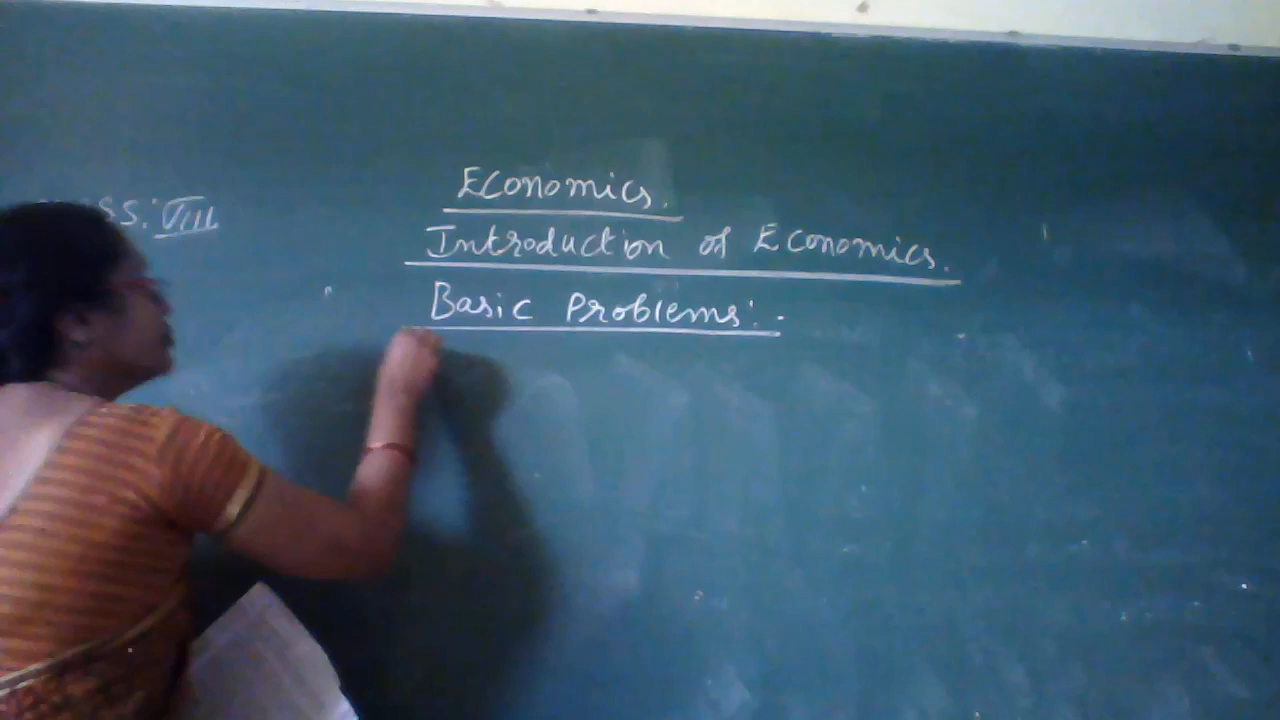 Economics.
SS: VIII
Introduction of Economics.
Basic Problems: -